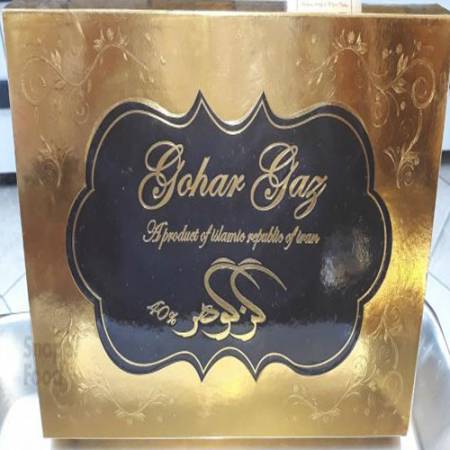 Gohar Gaz
A product of islamic republic of iran
گز گوهر
40%